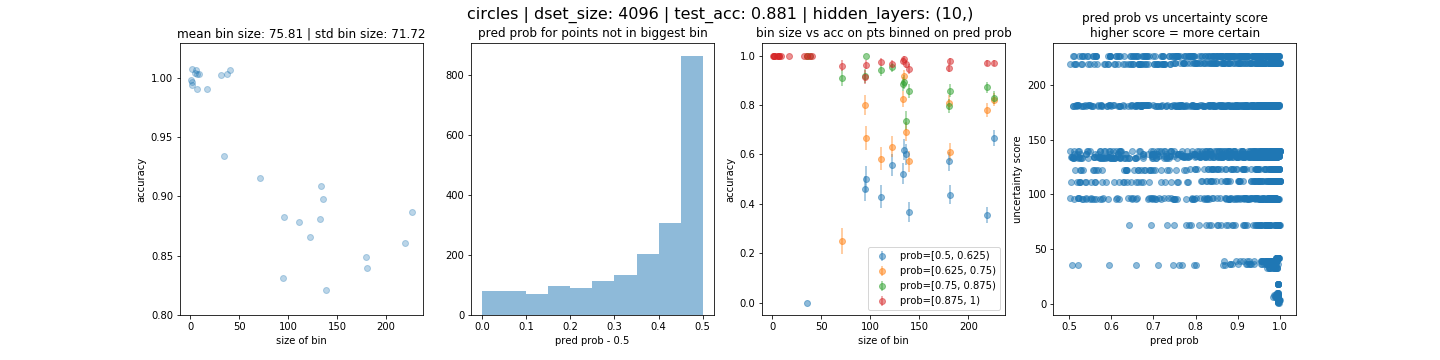 circles | dset_size: 4096 | test_acc: 0.881 | hidden_layers: (10,)
mean bin size: 75.81 | std bin size: 71.72
1.00
0.95
0.90
0.85
0.80
accuracy
0
50
100
150
200
size of bin
pred prob for points not in biggest bin
800
600
400
200
0
0.0
0.1
0.2
0.3
0.4
0.5
pred prob - 0.5
bin size vs acc on pts binned on pred prob
1.0
0.8
0.6
0.4
0.2
0.0
accuracy
prob=[0.5, 0.625)
prob=[0.625, 0.75)
prob=[0.75, 0.875)
prob=[0.875, 1)
0
50
100
150
200
size of bin
pred prob vs uncertainty score
higher score = more certain
200
150
100
50
0
uncertainty score
0.5
0.6
0.7
0.8
0.9
1.0
pred prob